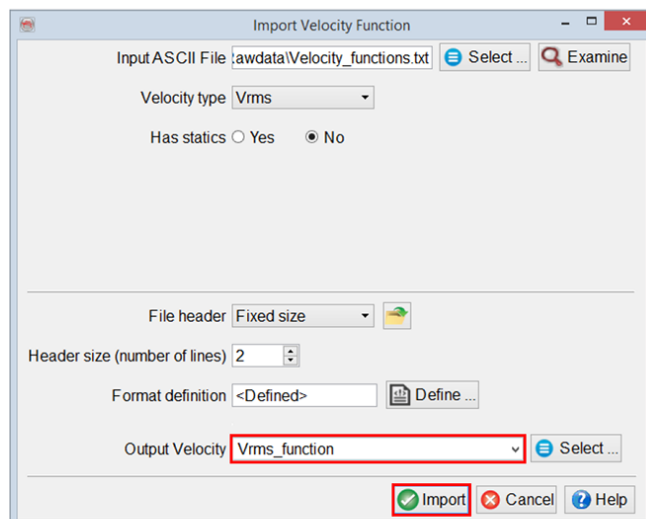 Import Velocity Function
Input ASCII File :awdata\Velocity_functions.txt Select ... Examine
Velocity type Vrms
Has statics Yes No
File header Fixed size
Header size (number of lines) 2
Format definition <Defined> Define ...
Output Velocity Vrms_function Select ...
Import Cancel Help